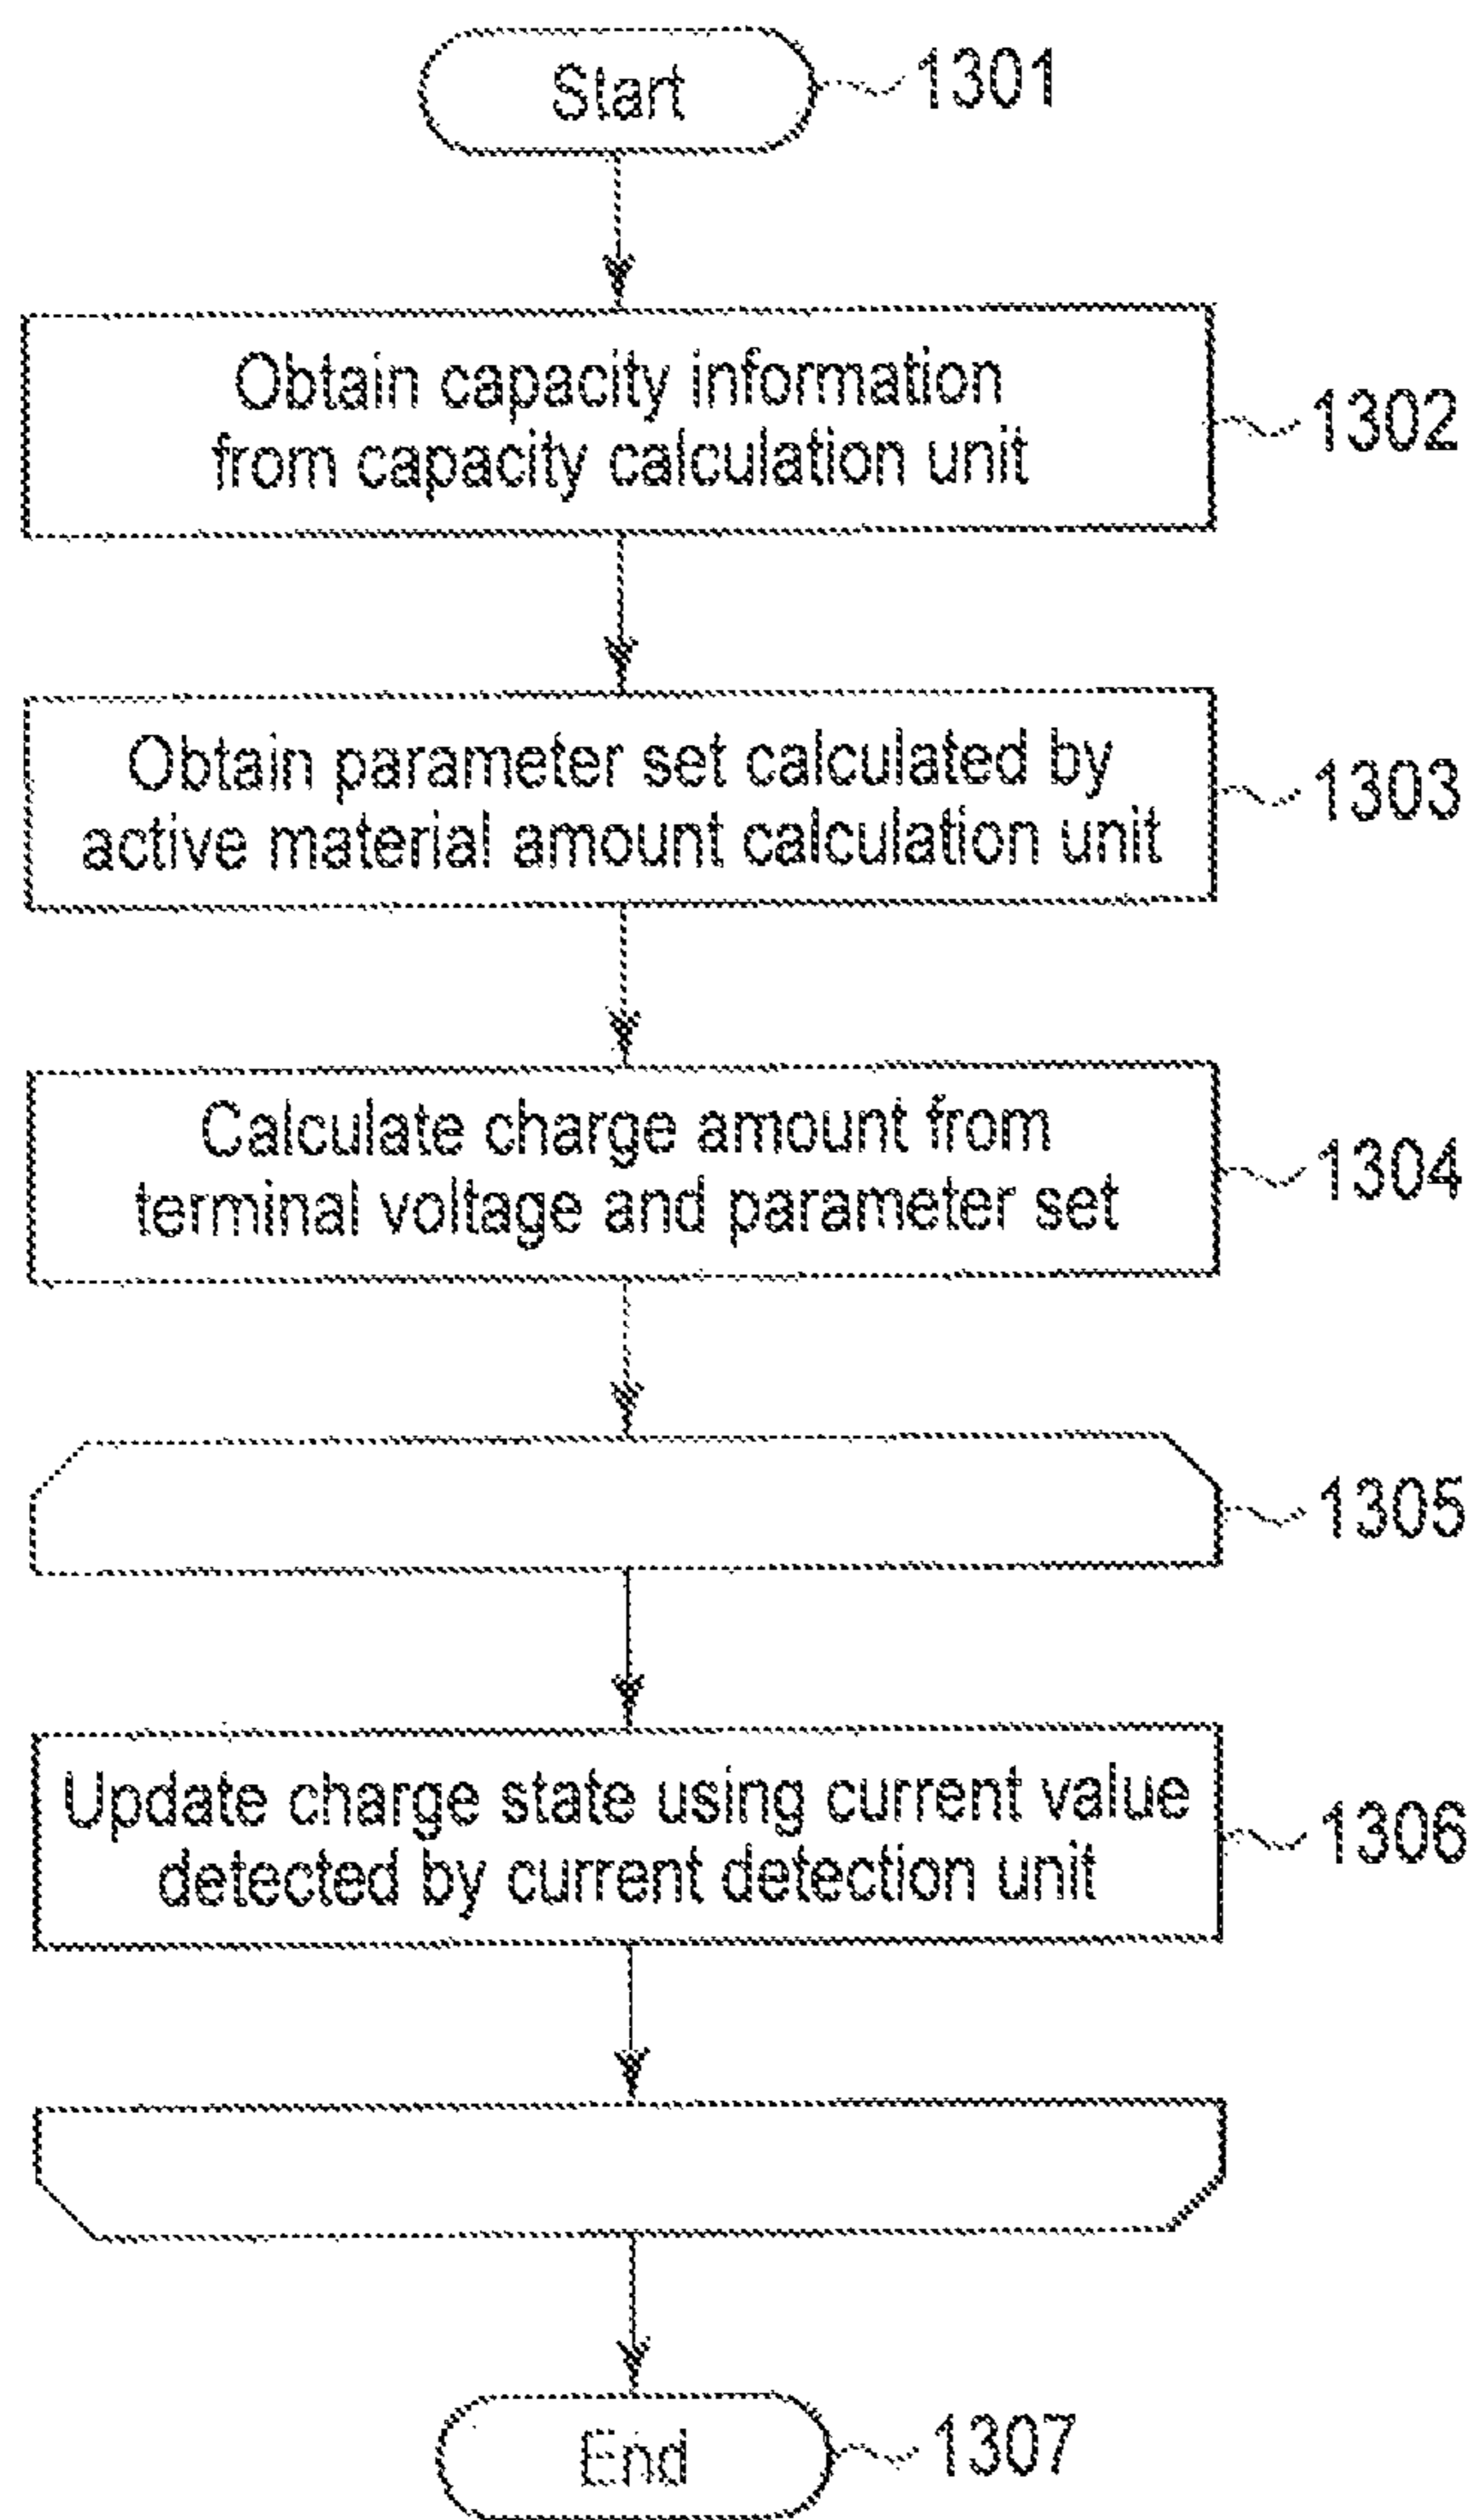 Start
1301
Obtain capacity information
from capacity calculation unit
1302
Obtain parameter set calculated by
active material amount calculation unit
1303
Calculate charge amount from
terminal voltage and parameter set
1304
1305
Update charge state using current value
detected by current detection unit
1306
End
1307